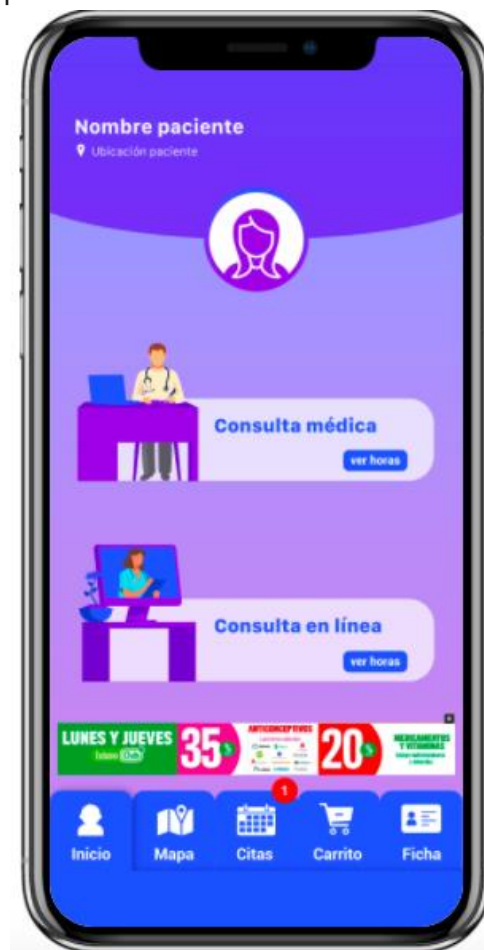 Nombre paciente
Ubicación paciente
Consulta médica
ver horas
Consulta en línea
ver horas
LUNES Y JUEVES
Club
35
ANTICONCEPTIVOS
20
MEDICAMENTOS
Y VITAMINAS
1
Inicio
Mapa
Citas
Carrito
Ficha